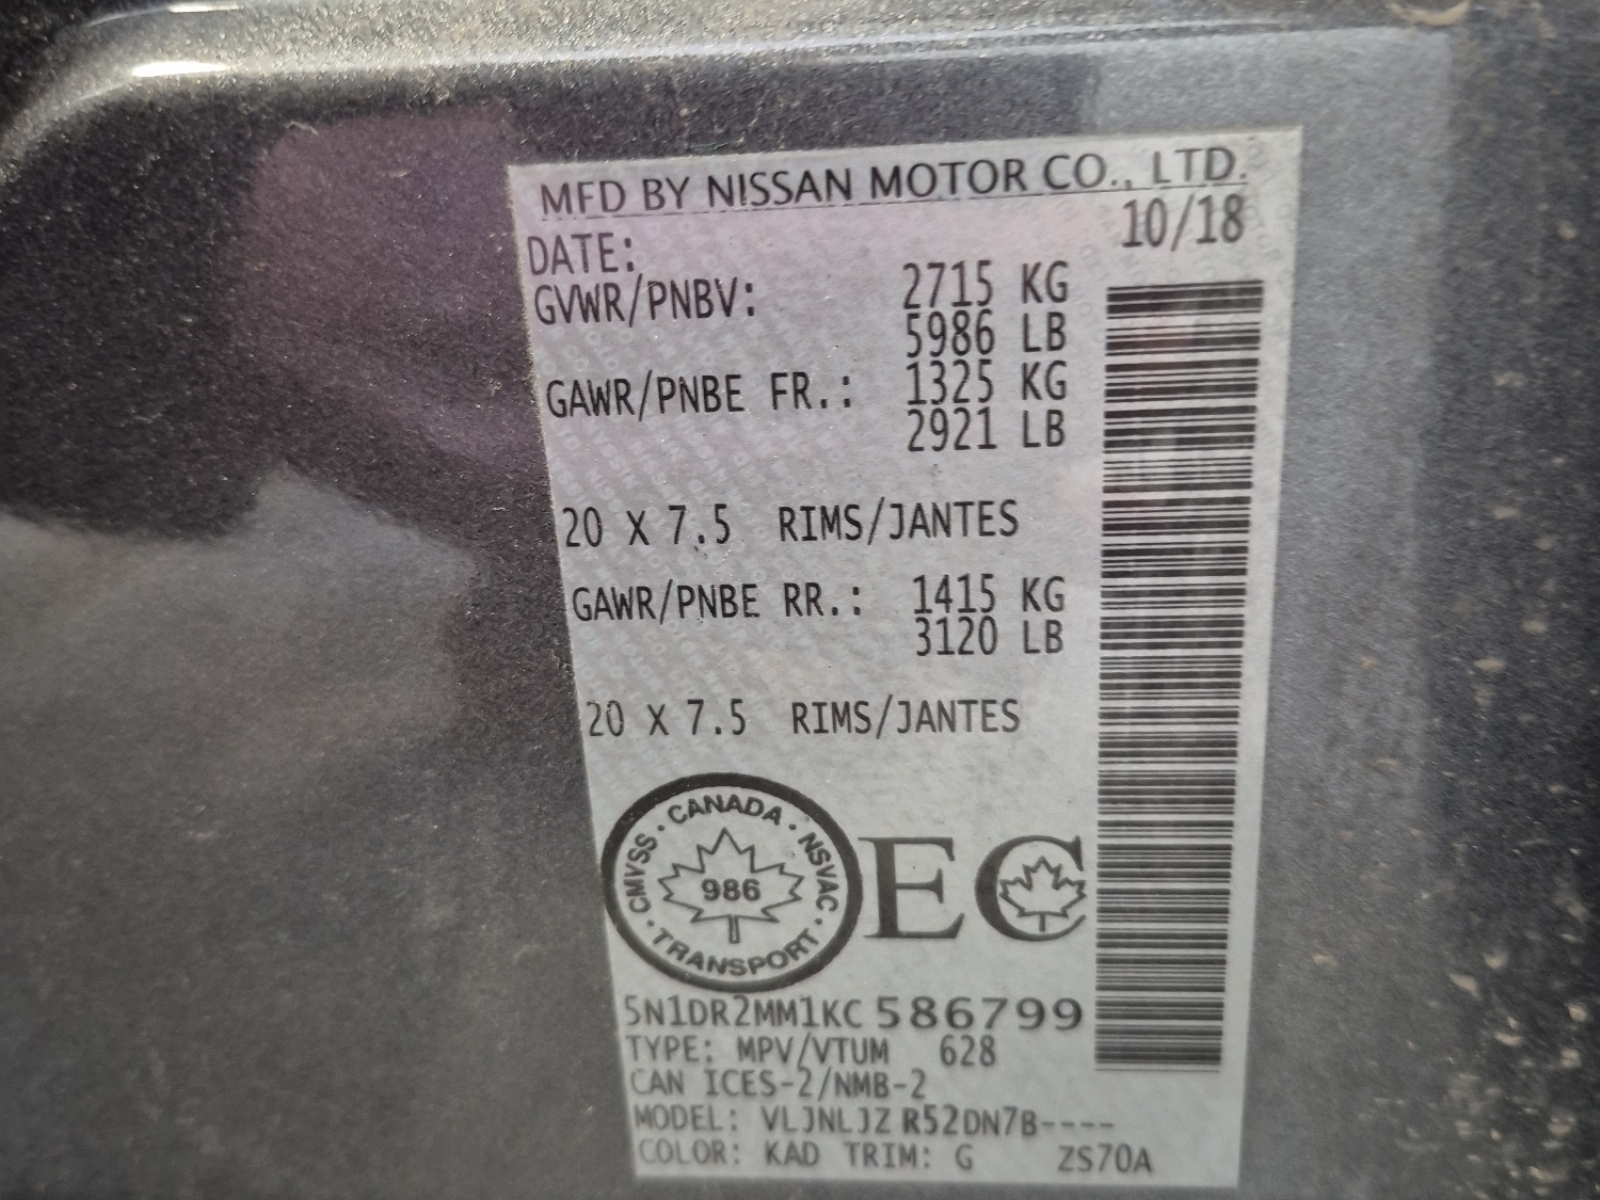 MFD BY NISSAN MOTOR CO., LTD.
DATE: 10/18
GVWR/PNBV: 2715 KG
5986 LB
GAWR/PNBE FR.: 1325 KG
2921 LB
20 X 7.5 RIMS/JANTES
GAWR/PNBE RR.: 1415 KG
3120 LB
20 X 7.5 RIMS/JANTES
CMVSS · CANADA · NSVAC · TRANSPORT ·
986
EC
5N1DR2MM1KC586799
TYPE: MPV/VTUM 628
CAN ICES-2/NMB-2
MODEL: VLJNLJZ R52DN7B----
COLOR: KAD TRIM: G ZS70A